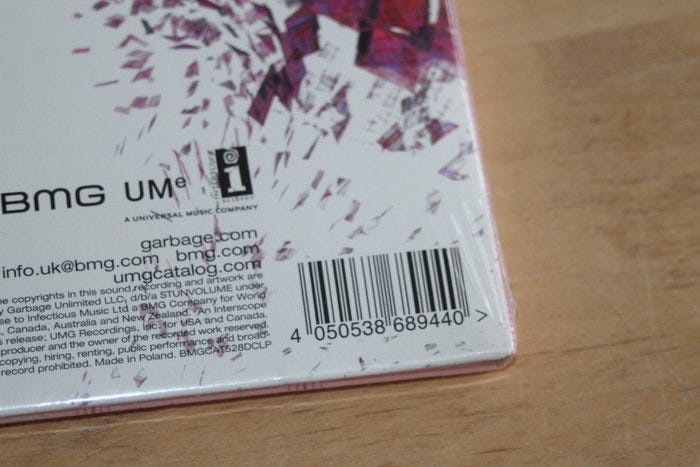 BMG UMe i
A UNIVERSAL MUSIC COMPANY
garbage.com
info.uk@bmg.com bmg.com
umgcatalog.com
he copyrights in this sound recording and artwork are
y Garbage Unlimited LLC, d/b/a STUNVOLUME under
se to Infectious Music Ltd a BMG Company for World
, Canada, Australia and New Zealand. An Interscope
s release; UMG Recordings, Inc for USA and Canada.
producer and the owner of the recorded work reserved.
copying, hiring, renting, public performance and broad-
record prohibited. Made in Poland. BMGCAT528DCLP
4 050538 689440 >